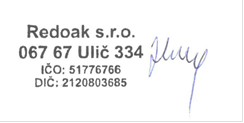 Redoak s.r.o.
067 67 Ulič 334
IČO: 51776766
DIČ: 2120803685